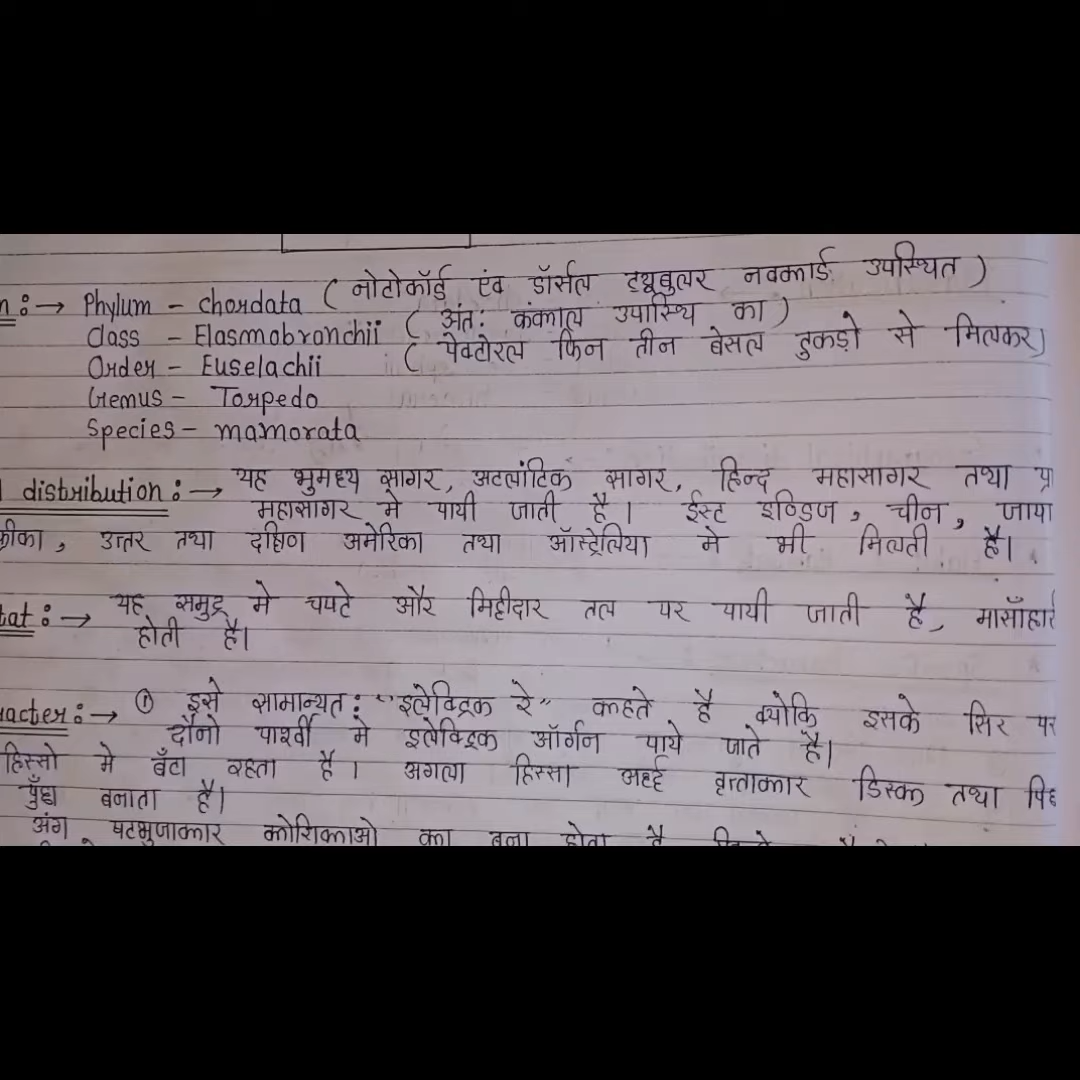 n :→ Phylum - chordata ( नोटोकॉर्ड एंव डॉर्सल ट्यूबुलर नवकार्ड उपस्थित )
Class - Elasmobranchii ( अंत: कंकाल उपास्थि का )
Order - Euselachii ( पेक्टोरल फिन तीन बेसल टुकड़ो से मिलकर)
Genus - Torpedo
Species - mamorata
l distribution :→ यह भुमध्य सागर, अटलांटिक सागर, हिन्द महासागर तथा प्र
महासागर मे पायी जाती है। ईस्ट इण्डिज, चीन, जापा
फ्रीका, उत्तर तथा दक्षिण अमेरिका तथा ऑस्ट्रेलिया मे भी मिलती है।
tat :→ यह समुद्र मे चपटे और मिट्टीदार तल पर पायी जाती है, मासाँहारी
होती है।
racter :→ ① इसे सामान्यत: "इलेक्ट्रिक रे" कहते है क्योकि इसके सिर पर
दौनो पार्श्वी मे इलेक्ट्रिक ऑर्गन पाये जाते है।
हिस्सो मे बँटा रहता है। अगला हिस्सा अर्द्ध वृत्ताकार डिस्क तथा पिछ
पुँछ बनाता है।
अंग षटभुजाकार कोशिकाओ का बना होता है